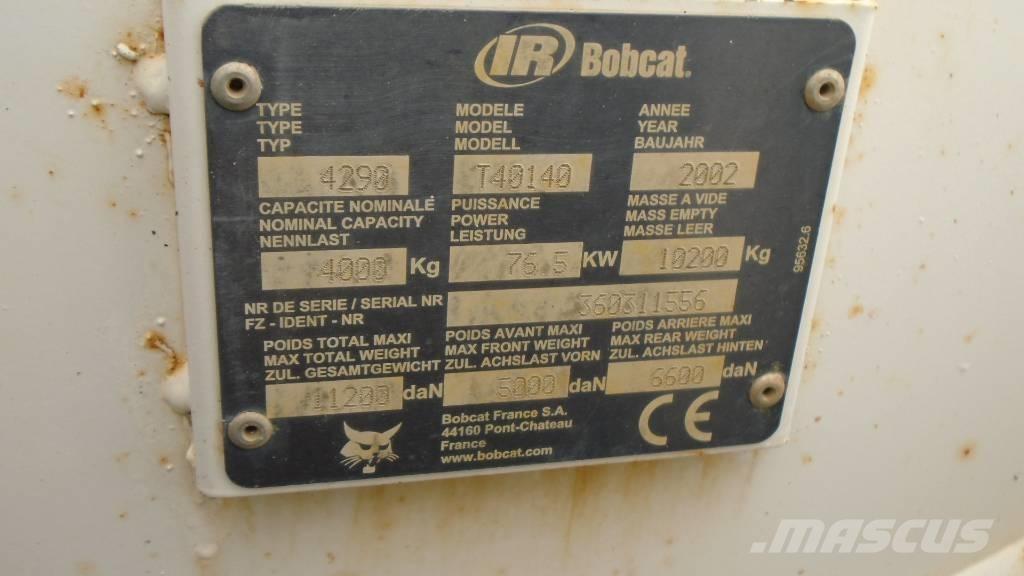 IR Bobcat.
TYPE MODELE ANNEE
TYPE MODEL YEAR
TYP MODELL BAUJAHR
4290 T40140 2002
CAPACITE NOMINALE PUISSANCE MASSE A VIDE
NOMINAL CAPACITY POWER MASS EMPTY
NENNLAST LEISTUNG MASSE LEER
4000 Kg 76.5 KW 10200 Kg
NR DE SERIE / SERIAL NR
FZ - IDENT - NR
360311556
POIDS TOTAL MAXI POIDS AVANT MAXI POIDS ARRIERE MAXI
MAX TOTAL WEIGHT MAX FRONT WEIGHT MAX REAR WEIGHT
ZUL. GESAMTGEWICHT ZUL. ACHSLAST VORN ZUL. ACHSLAST HINTEN
11200 daN 5000 daN 6600 daN
Bobcat France S.A.
44160 Pont-Chateau
France
www.bobcat.com
CE
95632.6
MASCUS